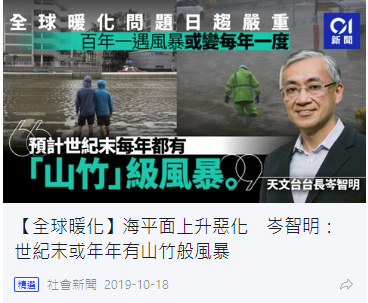 全球暖化問題日趨嚴重
百年一遇風暴或變每年一度
01
新聞
預計世紀末每年都有
「山竹」級風暴。
天文台台長岑智明
【全球暖化】海平面上升惡化　岑智明：
世紀末或年年有山竹般風暴
精選 社會新聞 2019-10-18